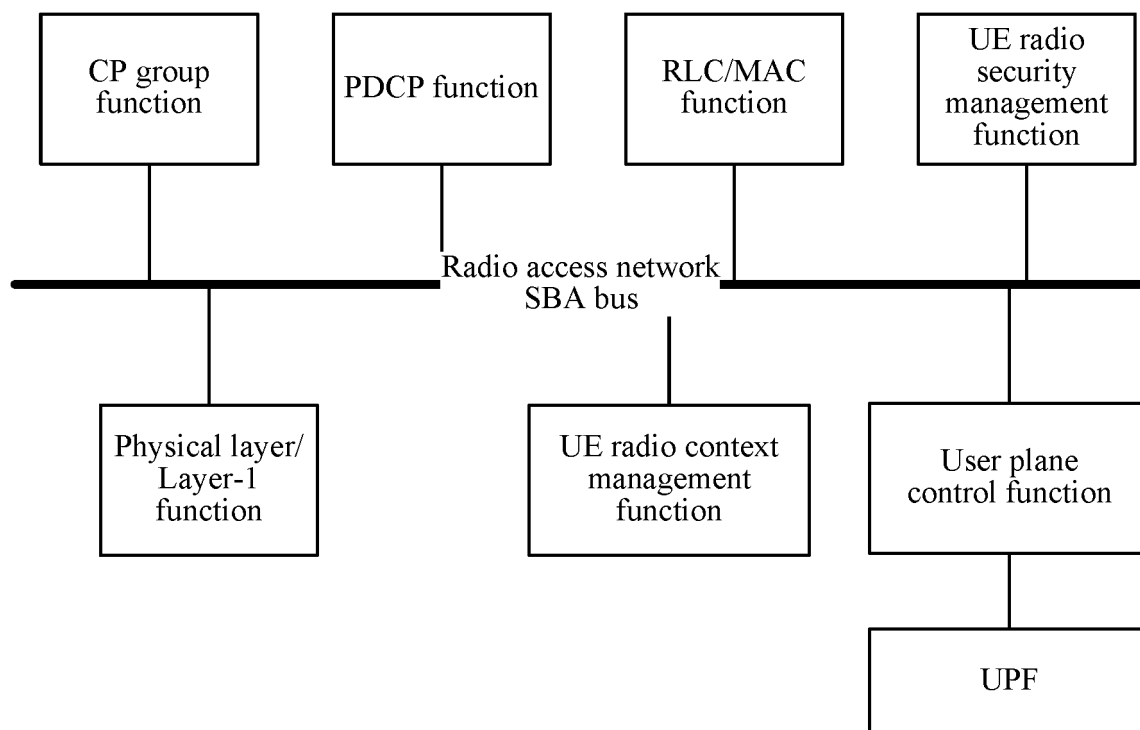 CP group
function
PDCP function
RLC/MAC
function
UE radio
security
management
function
Radio access network
SBA bus
Physical layer/
Layer-1
function
UE radio context
management
function
User plane
control function
UPF